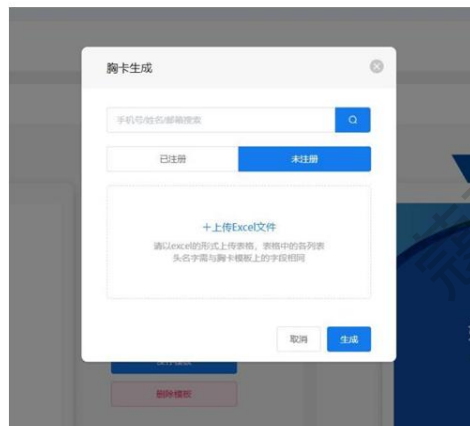 胸卡生成
手机号/姓名/邮箱搜索
已注册
未注册
＋上传Excel文件
请以excel的形式上传表格，表格中的各列表
头名字需与胸卡模板上的字段相同
取消
生成
删除模板